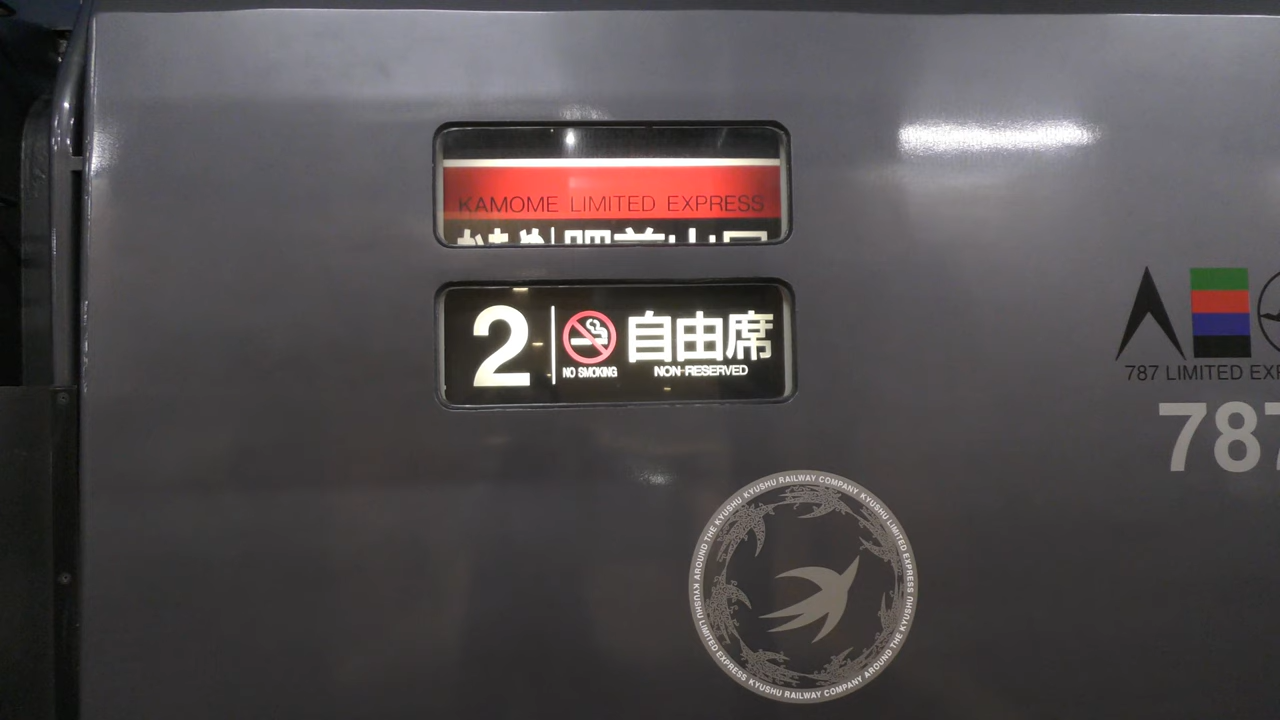 KAMOME LIMITED EXPRESS
2
NO SMOKING
自由席
NON-RESERVED
787 LIMITED
787
AROUND THE KYUSHU KYUSHU RAILWAY COMPANY KYUSHU LIMITED EXPRESS AROUND THE KYUSHU KYUSHU RAILWAY COMPANY KYUSHU LIMITED EXPRESS